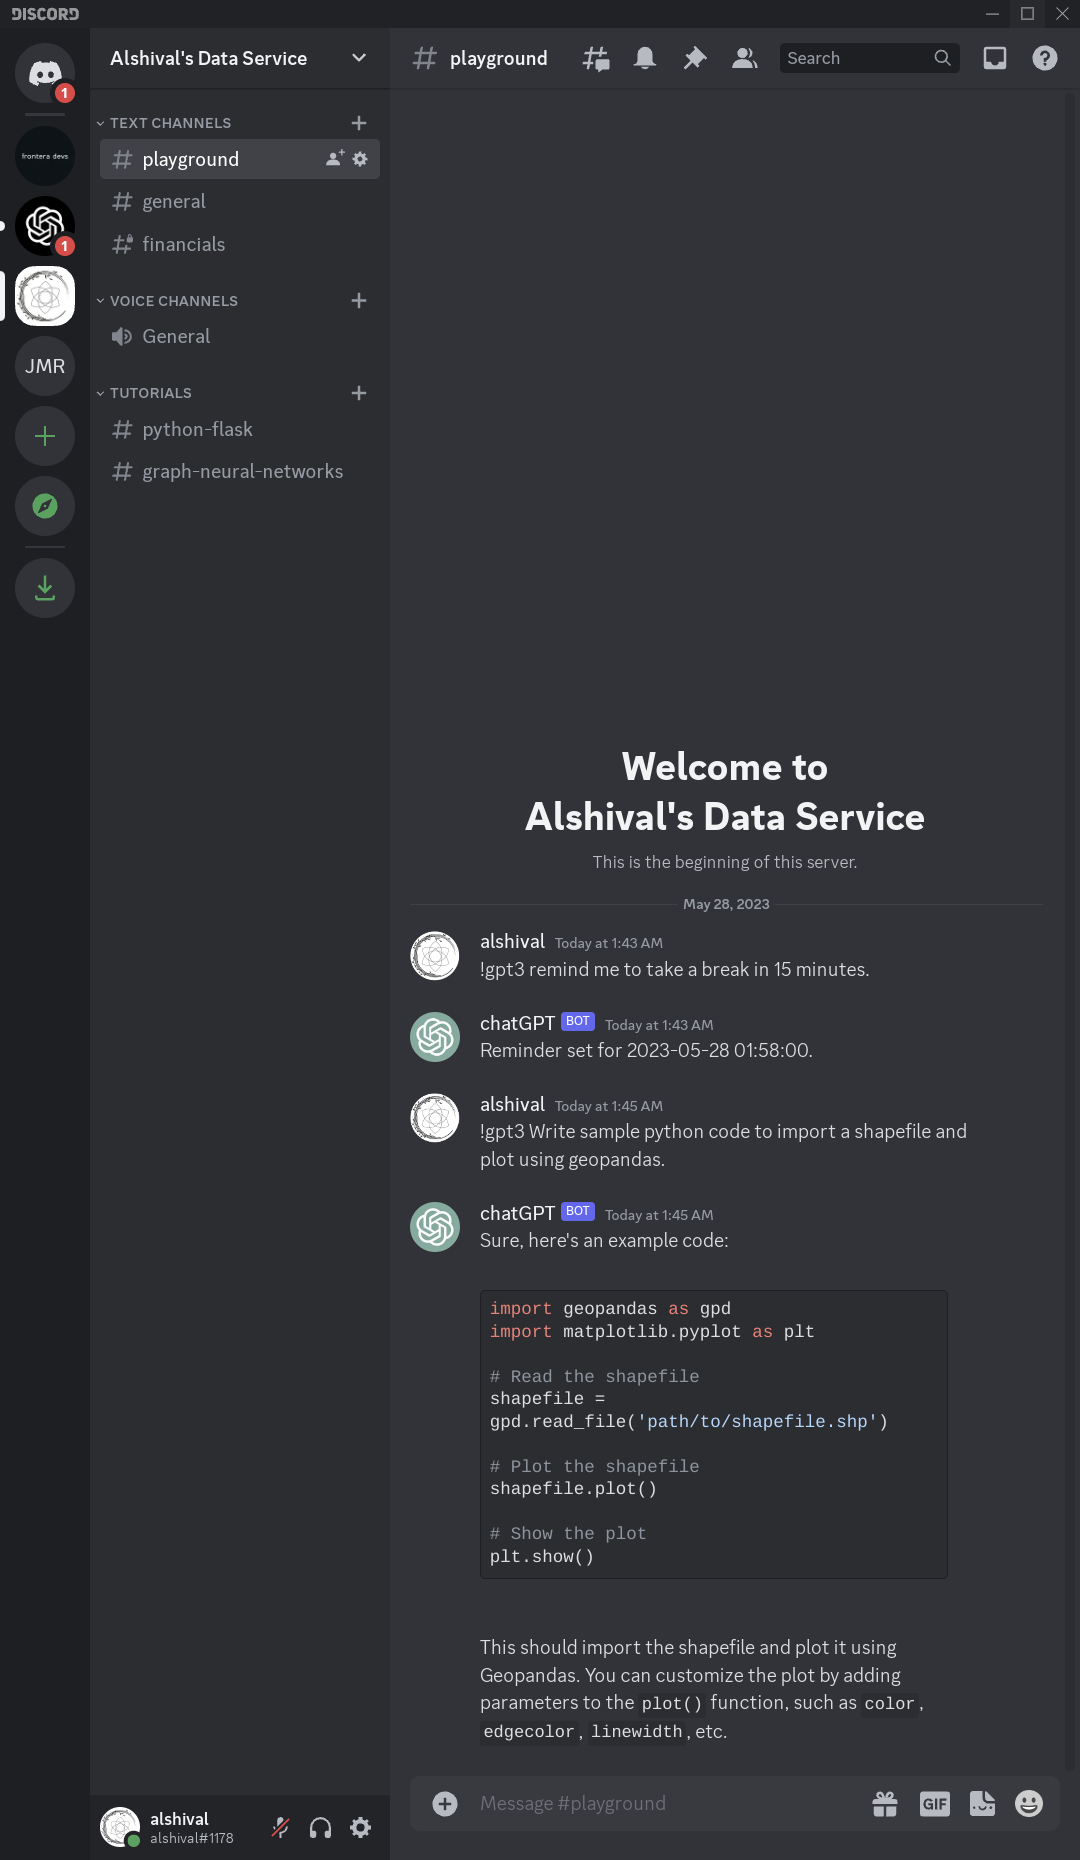 DISCORD
1
frontera devs
1
JMR
Alshival's Data Service
TEXT CHANNELS
playground
general
financials
VOICE CHANNELS
General
TUTORIALS
python-flask
graph-neural-networks
alshival
alshival#1178
playground
Search
Welcome to
Alshival's Data Service
This is the beginning of this server.
May 28, 2023
alshival Today at 1:43 AM
!gpt3 remind me to take a break in 15 minutes.
chatGPT BOT Today at 1:43 AM
Reminder set for 2023-05-28 01:58:00.
alshival Today at 1:45 AM
!gpt3 Write sample python code to import a shapefile and
plot using geopandas.
chatGPT BOT Today at 1:45 AM
Sure, here's an example code:
import geopandas as gpd
import matplotlib.pyplot as plt
# Read the shapefile
shapefile =
gpd.read_file('path/to/shapefile.shp')
# Plot the shapefile
shapefile.plot()
# Show the plot
plt.show()
This should import the shapefile and plot it using
Geopandas. You can customize the plot by adding
parameters to the plot() function, such as color,
edgecolor, linewidth, etc.
Message #playground
GIF